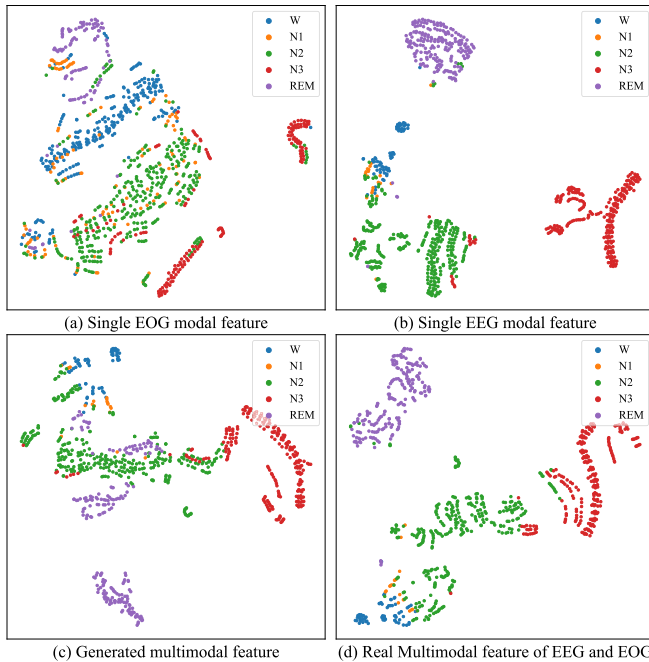 W
N1
N2
N3
REM
(a) Single EOG modal feature
W
N1
N2
N3
REM
(b) Single EEG modal feature
W
N1
N2
N3
REM
(c) Generated multimodal feature
W
N1
N2
N3
REM
(d) Real Multimodal feature of EEG and EOG